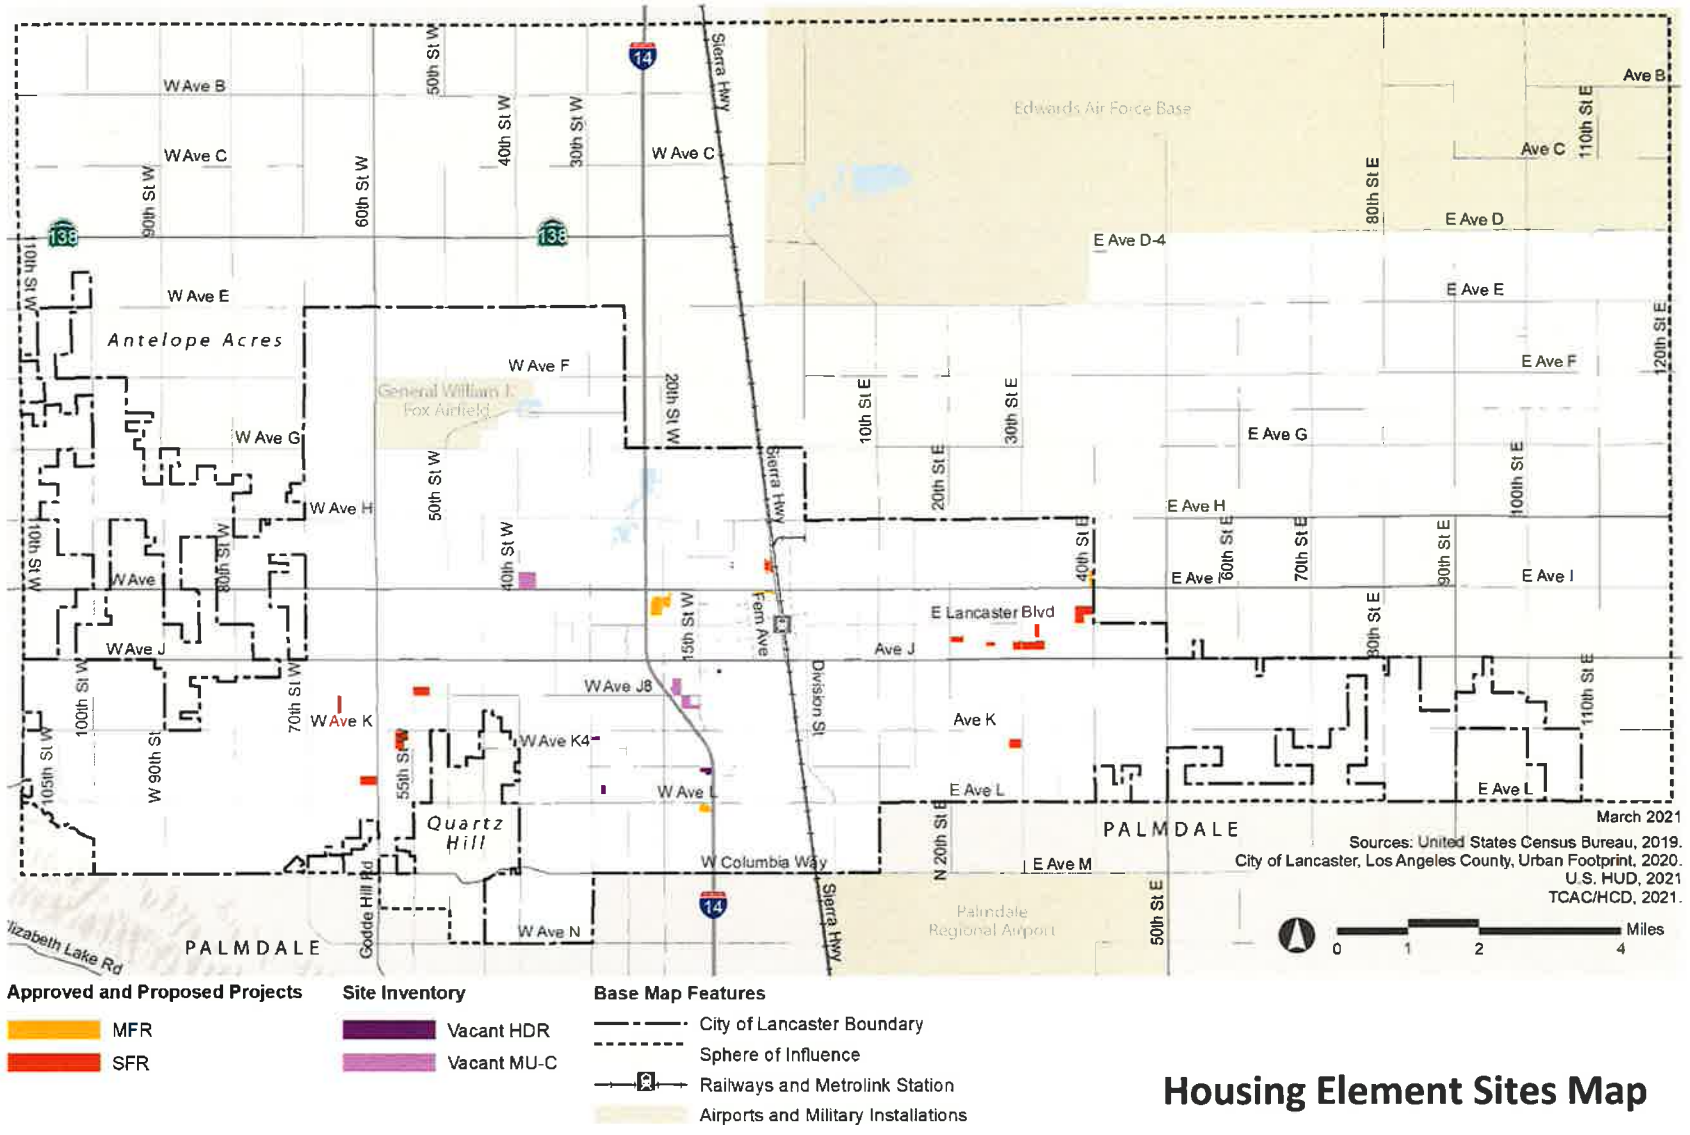 50th St W
14
Sierra Hwy
W Ave B
Ave B
40th St W
30th St W
Edwards Air Force Base
110th St E
W Ave C
W Ave C
Ave C
90th St W
60th St W
80th St E
138
138
E Ave D
E Ave D-4
110th St W
W Ave E
E Ave E
Antelope Acres
120th St E
W Ave F
E Ave F
General William J.
Fox Airfield
20th St W
10th St E
30th St E
W Ave G
E Ave G
50th St W
Sierra Hwy
20th St E
100th St E
W Ave H
E Ave H
110th St W
80th St W
40th St W
40th St E
60th St E
70th St E
90th St E
W Ave I
E Ave I
E Ave I
15th St W
Fern Ave
E Lancaster Blvd
80th St E
W Ave J
Ave J
100th St W
70th St W
W Ave J8
Division St
110th St E
W Ave K
Ave K
W Ave K4
105th St W
W 90th St
55th St W
W Ave L
E Ave L
E Ave L
Quartz
Hill
N 20th St E
PALMDALE
March 2021
Sources: United States Census Bureau, 2019.
City of Lancaster, Los Angeles County, Urban Footprint, 2020.
U.S. HUD, 2021
TCAC/HCD, 2021.
W Columbia Way
E Ave M
Godde Hill Rd
14
Sierra Hwy
Palmdale
Regional Airport
50th St E
W Ave N
PALMDALE
lizabeth Lake Rd
0 1 2 4 Miles
Approved and Proposed Projects
MFR
SFR
Site Inventory
Vacant HDR
Vacant MU-C
Base Map Features
City of Lancaster Boundary
Sphere of Influence
Railways and Metrolink Station
Airports and Military Installations
Housing Element Sites Map